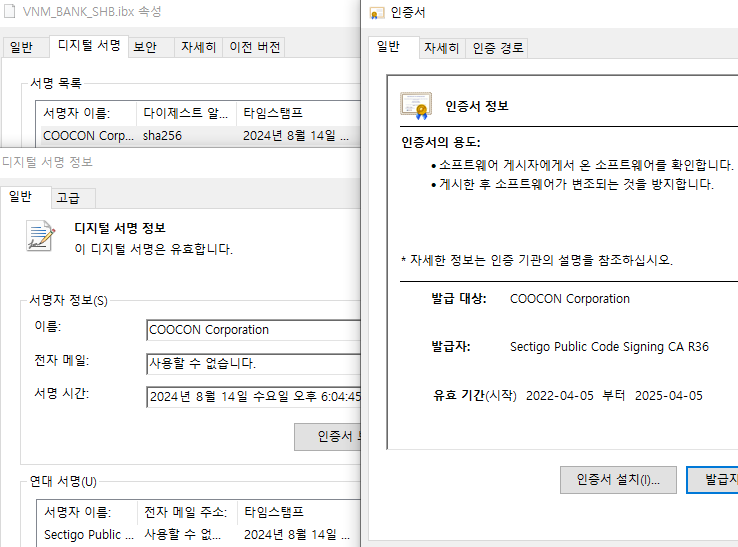 VNM_BANK_SHB.ibx 속성
일반 디지털 서명 보안 자세히 이전 버전
서명 목록
서명자 이름: 다이제스트 알... 타임스탬프
COOCON Corp... sha256 2024년 8월 14일 ...
디지털 서명 정보
일반 고급
디지털 서명 정보
이 디지털 서명은 유효합니다.
서명자 정보(S)
이름: COOCON Corporation
전자 메일: 사용할 수 없습니다.
서명 시간: 2024년 8월 14일 수요일 오후 6:04:45
인증서
연대 서명(U)
서명자 이름: 전자 메일 주소: 타임스탬프
Sectigo Public ... 사용할 수 없... 2024년 8월 14일 ...
인증서
일반 자세히 인증 경로
인증서 정보
인증서의 용도:
• 소프트웨어 게시자에게서 온 소프트웨어를 확인합니다.
• 게시한 후 소프트웨어가 변조되는 것을 방지합니다.
* 자세한 정보는 인증 기관의 설명을 참조하십시오.
발급 대상: COOCON Corporation
발급자: Sectigo Public Code Signing CA R36
유효 기간(시작) 2022-04-05 부터 2025-04-05
인증서 설치(I)... 발급자